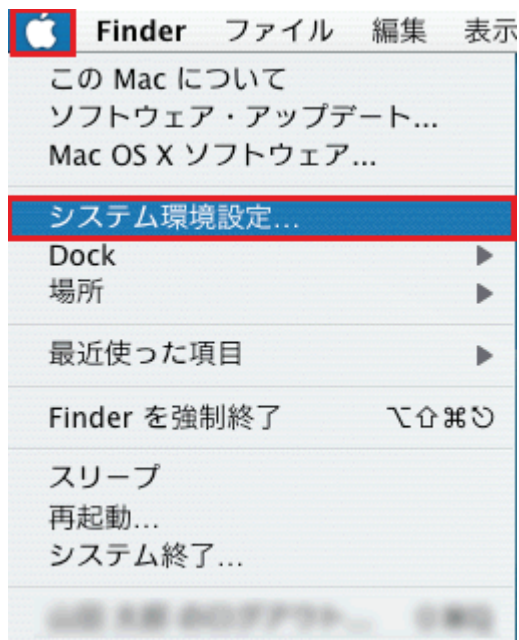 Finder ファイル 編集 表示
この Mac について
ソフトウェア・アップデート...
Mac OS X ソフトウェア...
システム環境設定...
Dock
場所
最近使った項目
Finder を強制終了 ⌥⇧⌘⎋
スリープ
再起動...
システム終了...